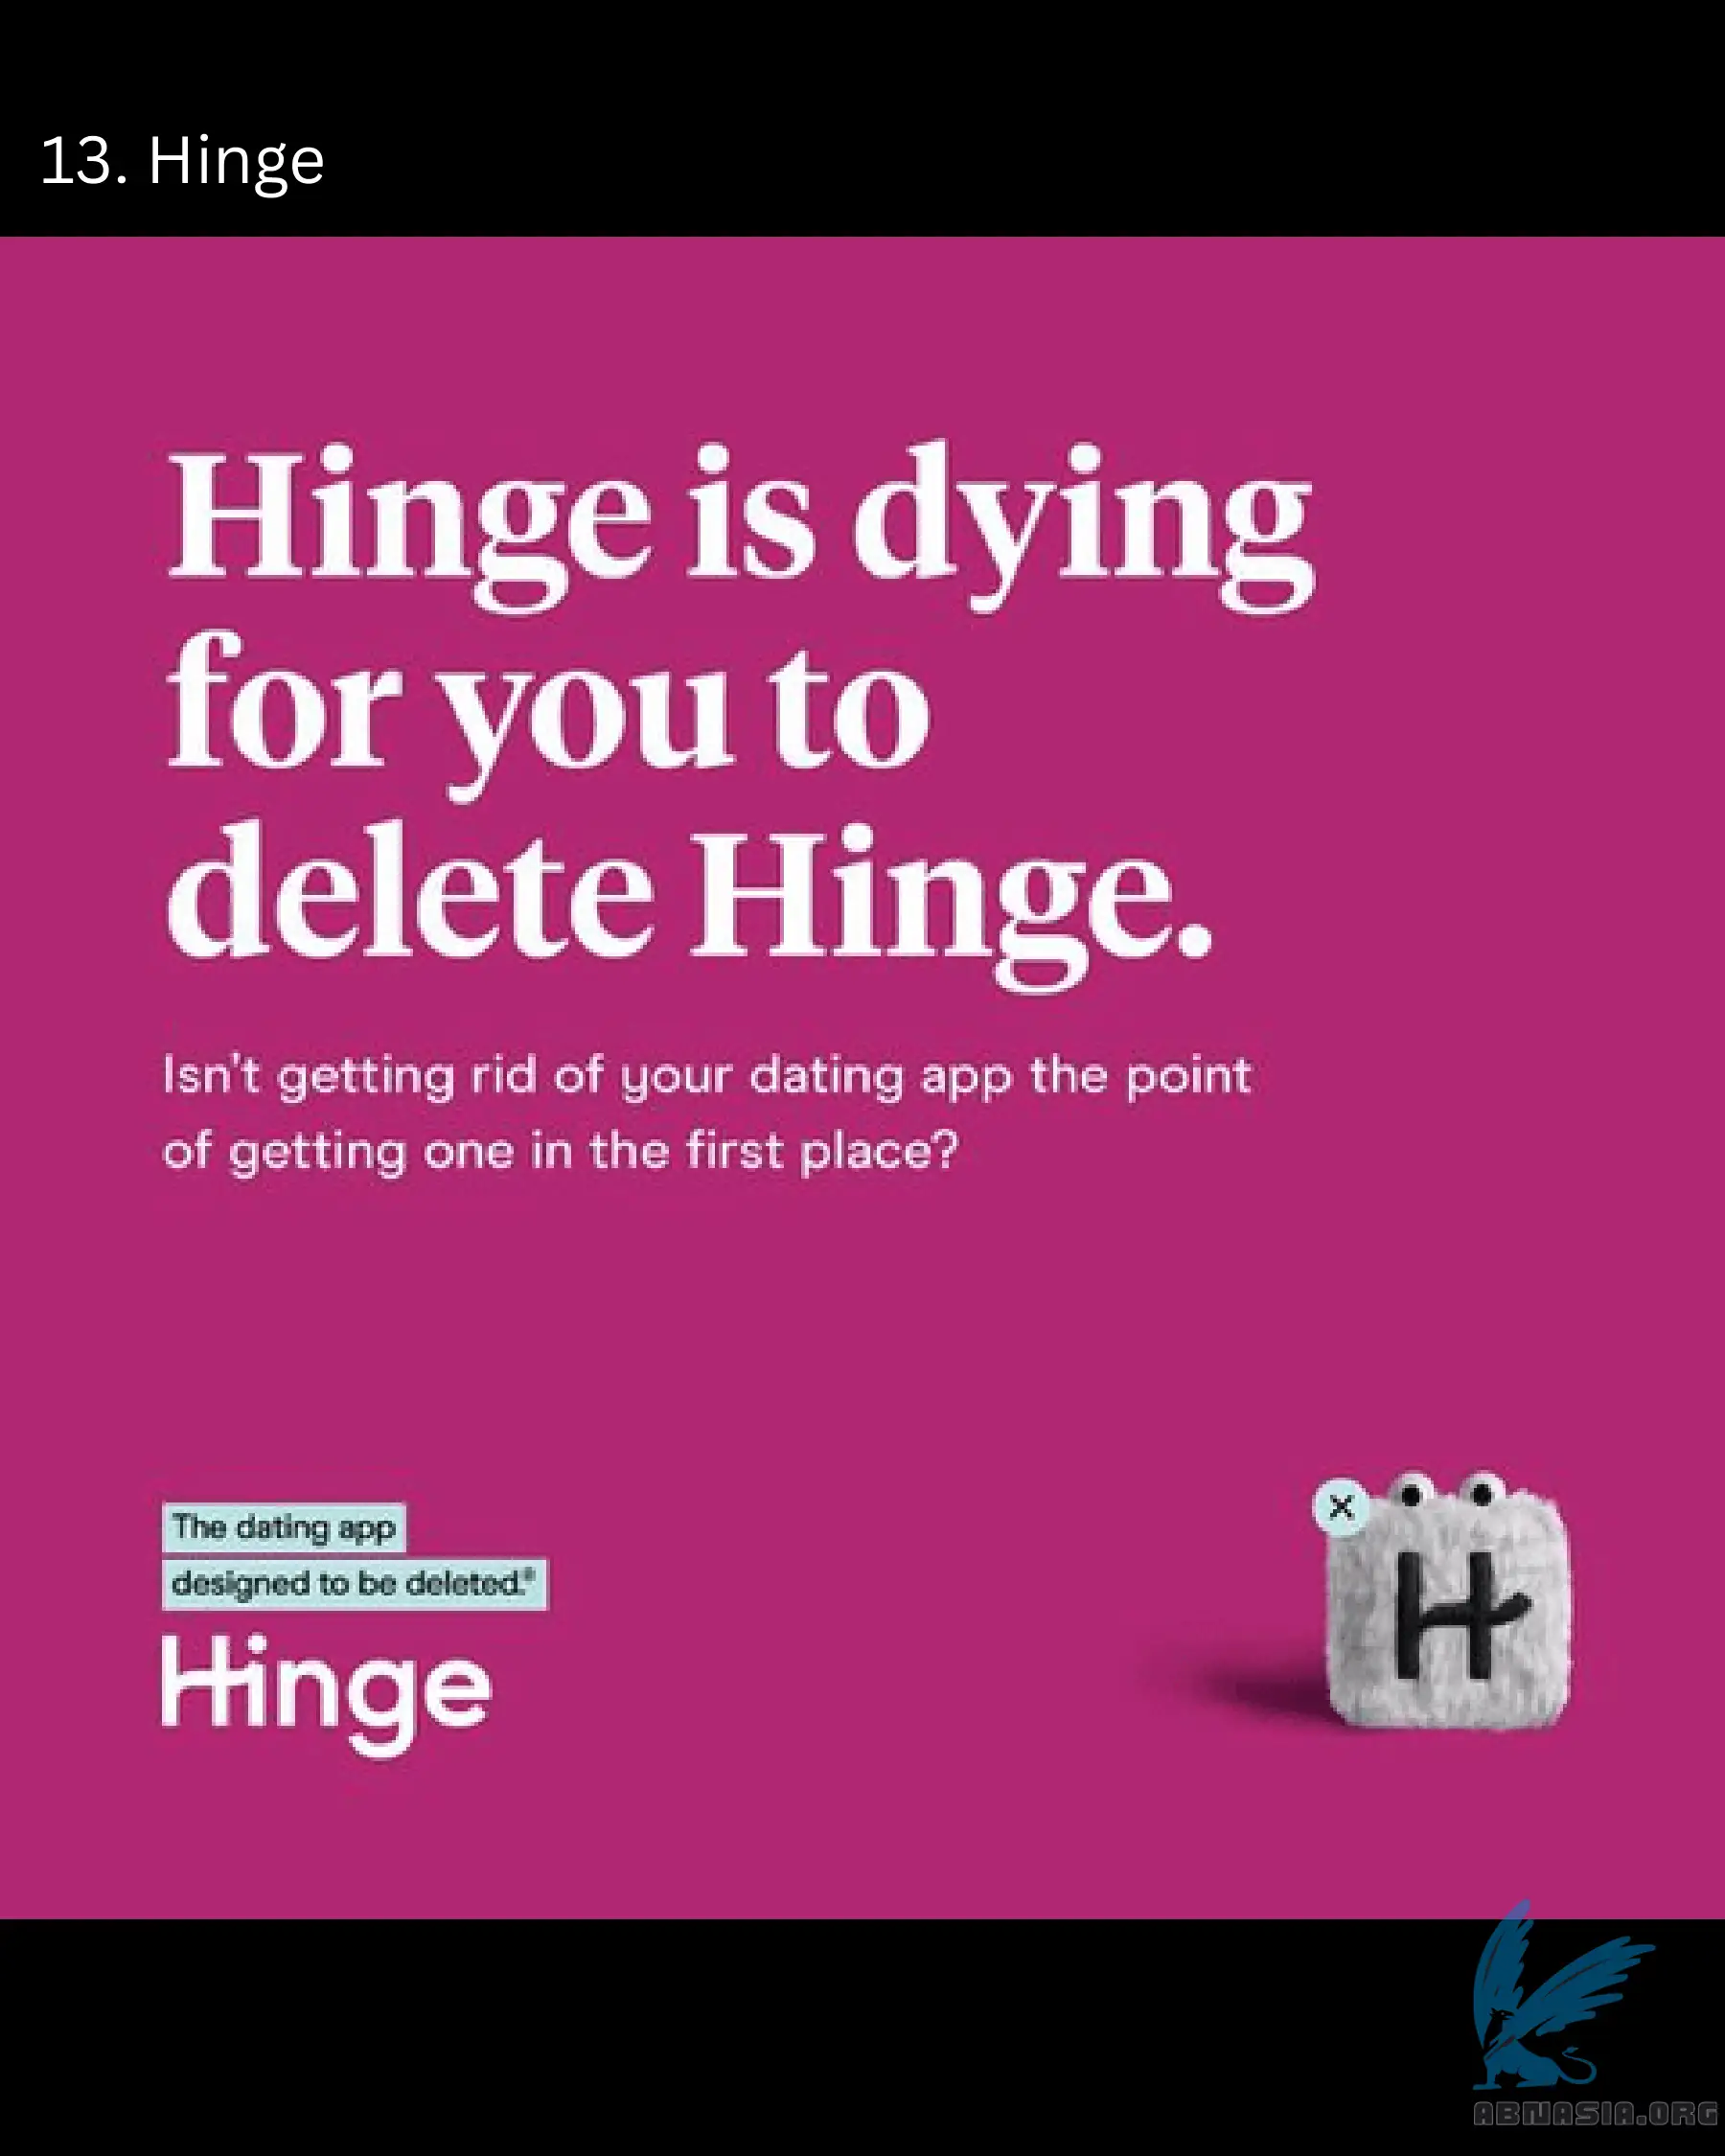 13. Hinge
Hinge is dying
for you to
delete Hinge.
Isn't getting rid of your dating app the point
of getting one in the first place?
The dating app
designed to be deleted.®
Hinge
X
H
ABNASIA.ORG